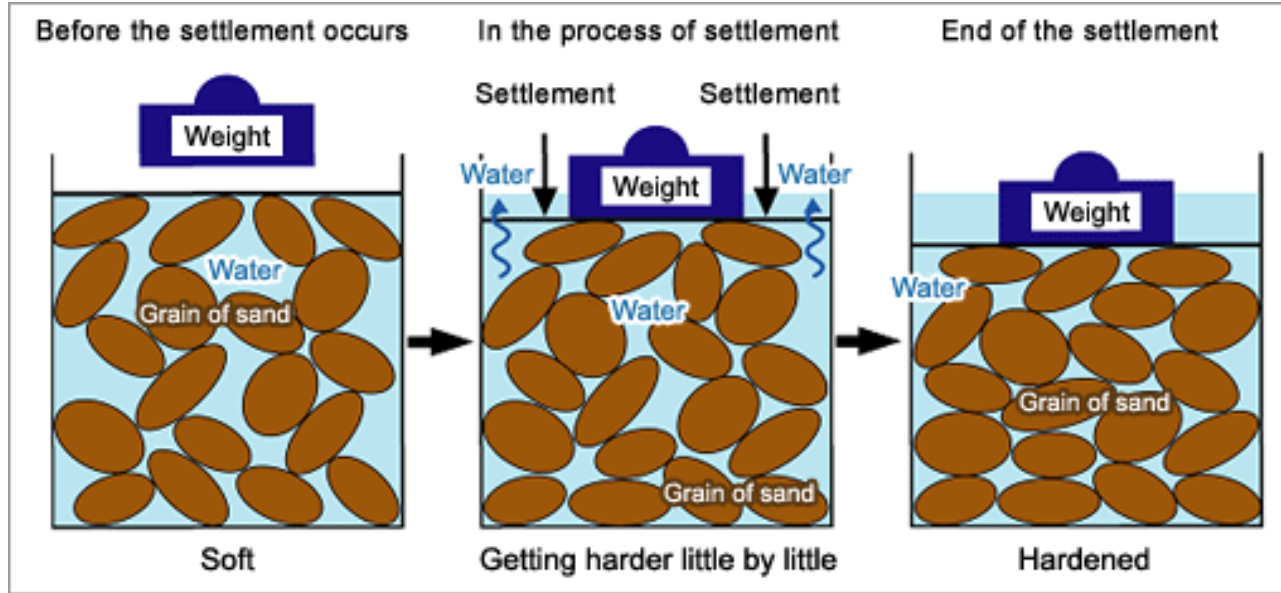 Before the settlement occurs
In the process of settlement
End of the settlement
Weight
Water
Grain of sand
Soft
Settlement
Settlement
Water
Water
Weight
Water
Grain of sand
Getting harder little by little
Weight
Water
Grain of sand
Hardened